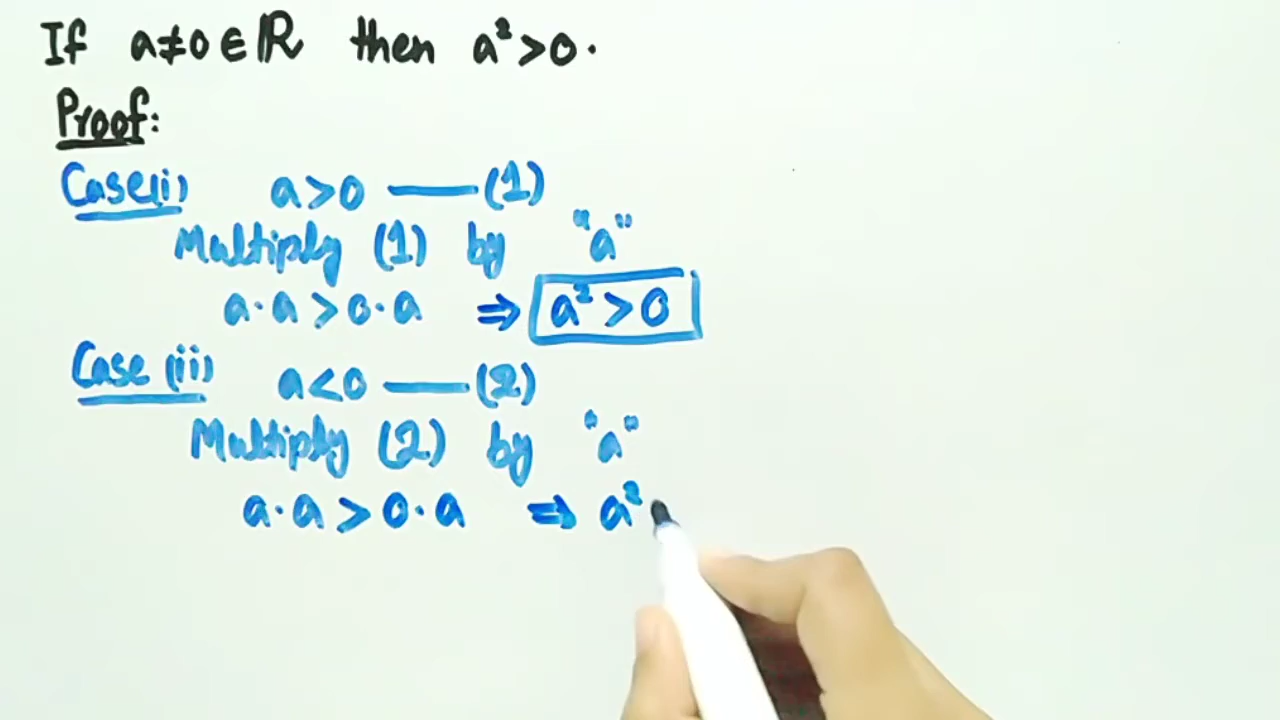 If a≠0∈ℝ then a²>0.
Proof:
Case(i) a>0 —— (1)
Multiply (1) by "a"
a·a>0·a ⇒ a²>0
Case (ii) a<0 —— (2)
Multiply (2) by "a"
a·a>0·a ⇒ a²